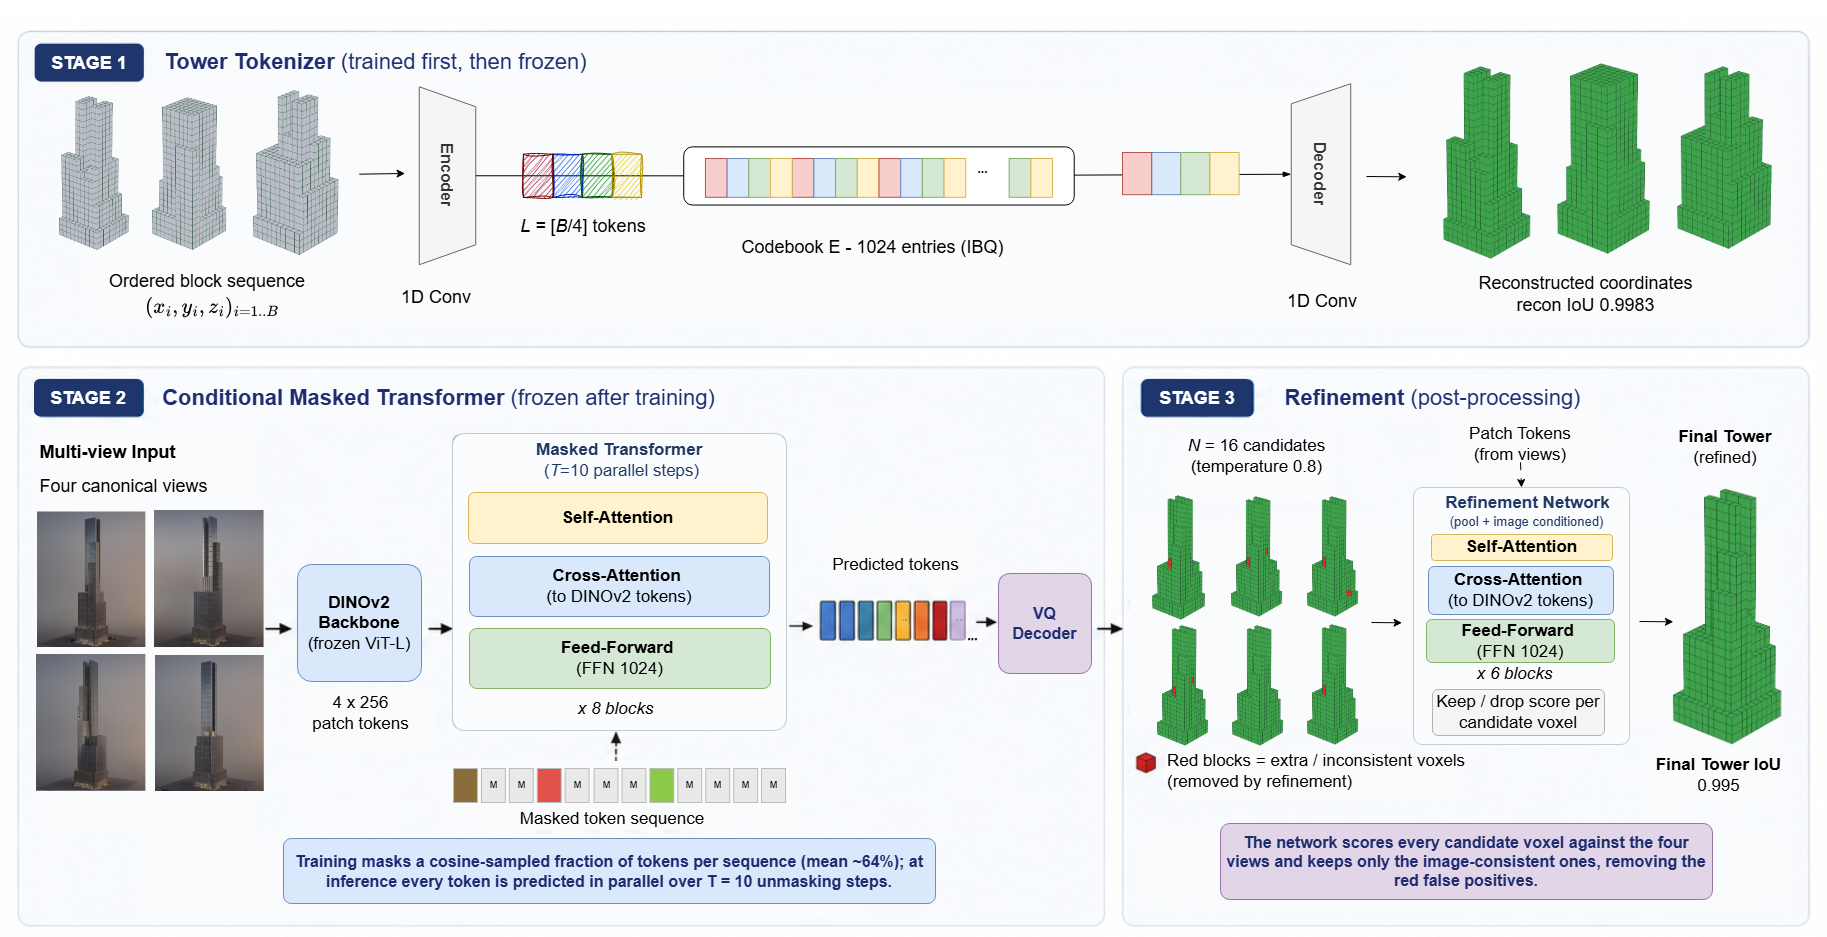 STAGE 1
Tower Tokenizer (trained first, then frozen)
Encoder
Decoder
L = [B/4] tokens
Codebook E - 1024 entries (IBQ)
...
Ordered block sequence
(x_i, y_i, z_i)_{i=1..B}
1D Conv
1D Conv
Reconstructed coordinates
recon IoU 0.9983
STAGE 2
Conditional Masked Transformer (frozen after training)
Multi-view Input
Four canonical views
DINOv2
Backbone
(frozen ViT-L)
4 x 256
patch tokens
Masked Transformer
(T=10 parallel steps)
Self-Attention
Cross-Attention
(to DINOv2 tokens)
Feed-Forward
(FFN 1024)
x 8 blocks
M M M M M M M M M
Masked token sequence
Predicted tokens
...
VQ
Decoder
Training masks a cosine-sampled fraction of tokens per sequence (mean ~64%); at
inference every token is predicted in parallel over T = 10 unmasking steps.
STAGE 3
Refinement (post-processing)
N = 16 candidates
(temperature 0.8)
Patch Tokens
(from views)
Refinement Network
(pool + image conditioned)
Self-Attention
Cross-Attention
(to DINOv2 tokens)
Feed-Forward
(FFN 1024)
x 6 blocks
Keep / drop score per
candidate voxel
Final Tower
(refined)
Final Tower IoU
0.995
Red blocks = extra / inconsistent voxels
(removed by refinement)
The network scores every candidate voxel against the four
views and keeps only the image-consistent ones, removing the
red false positives.